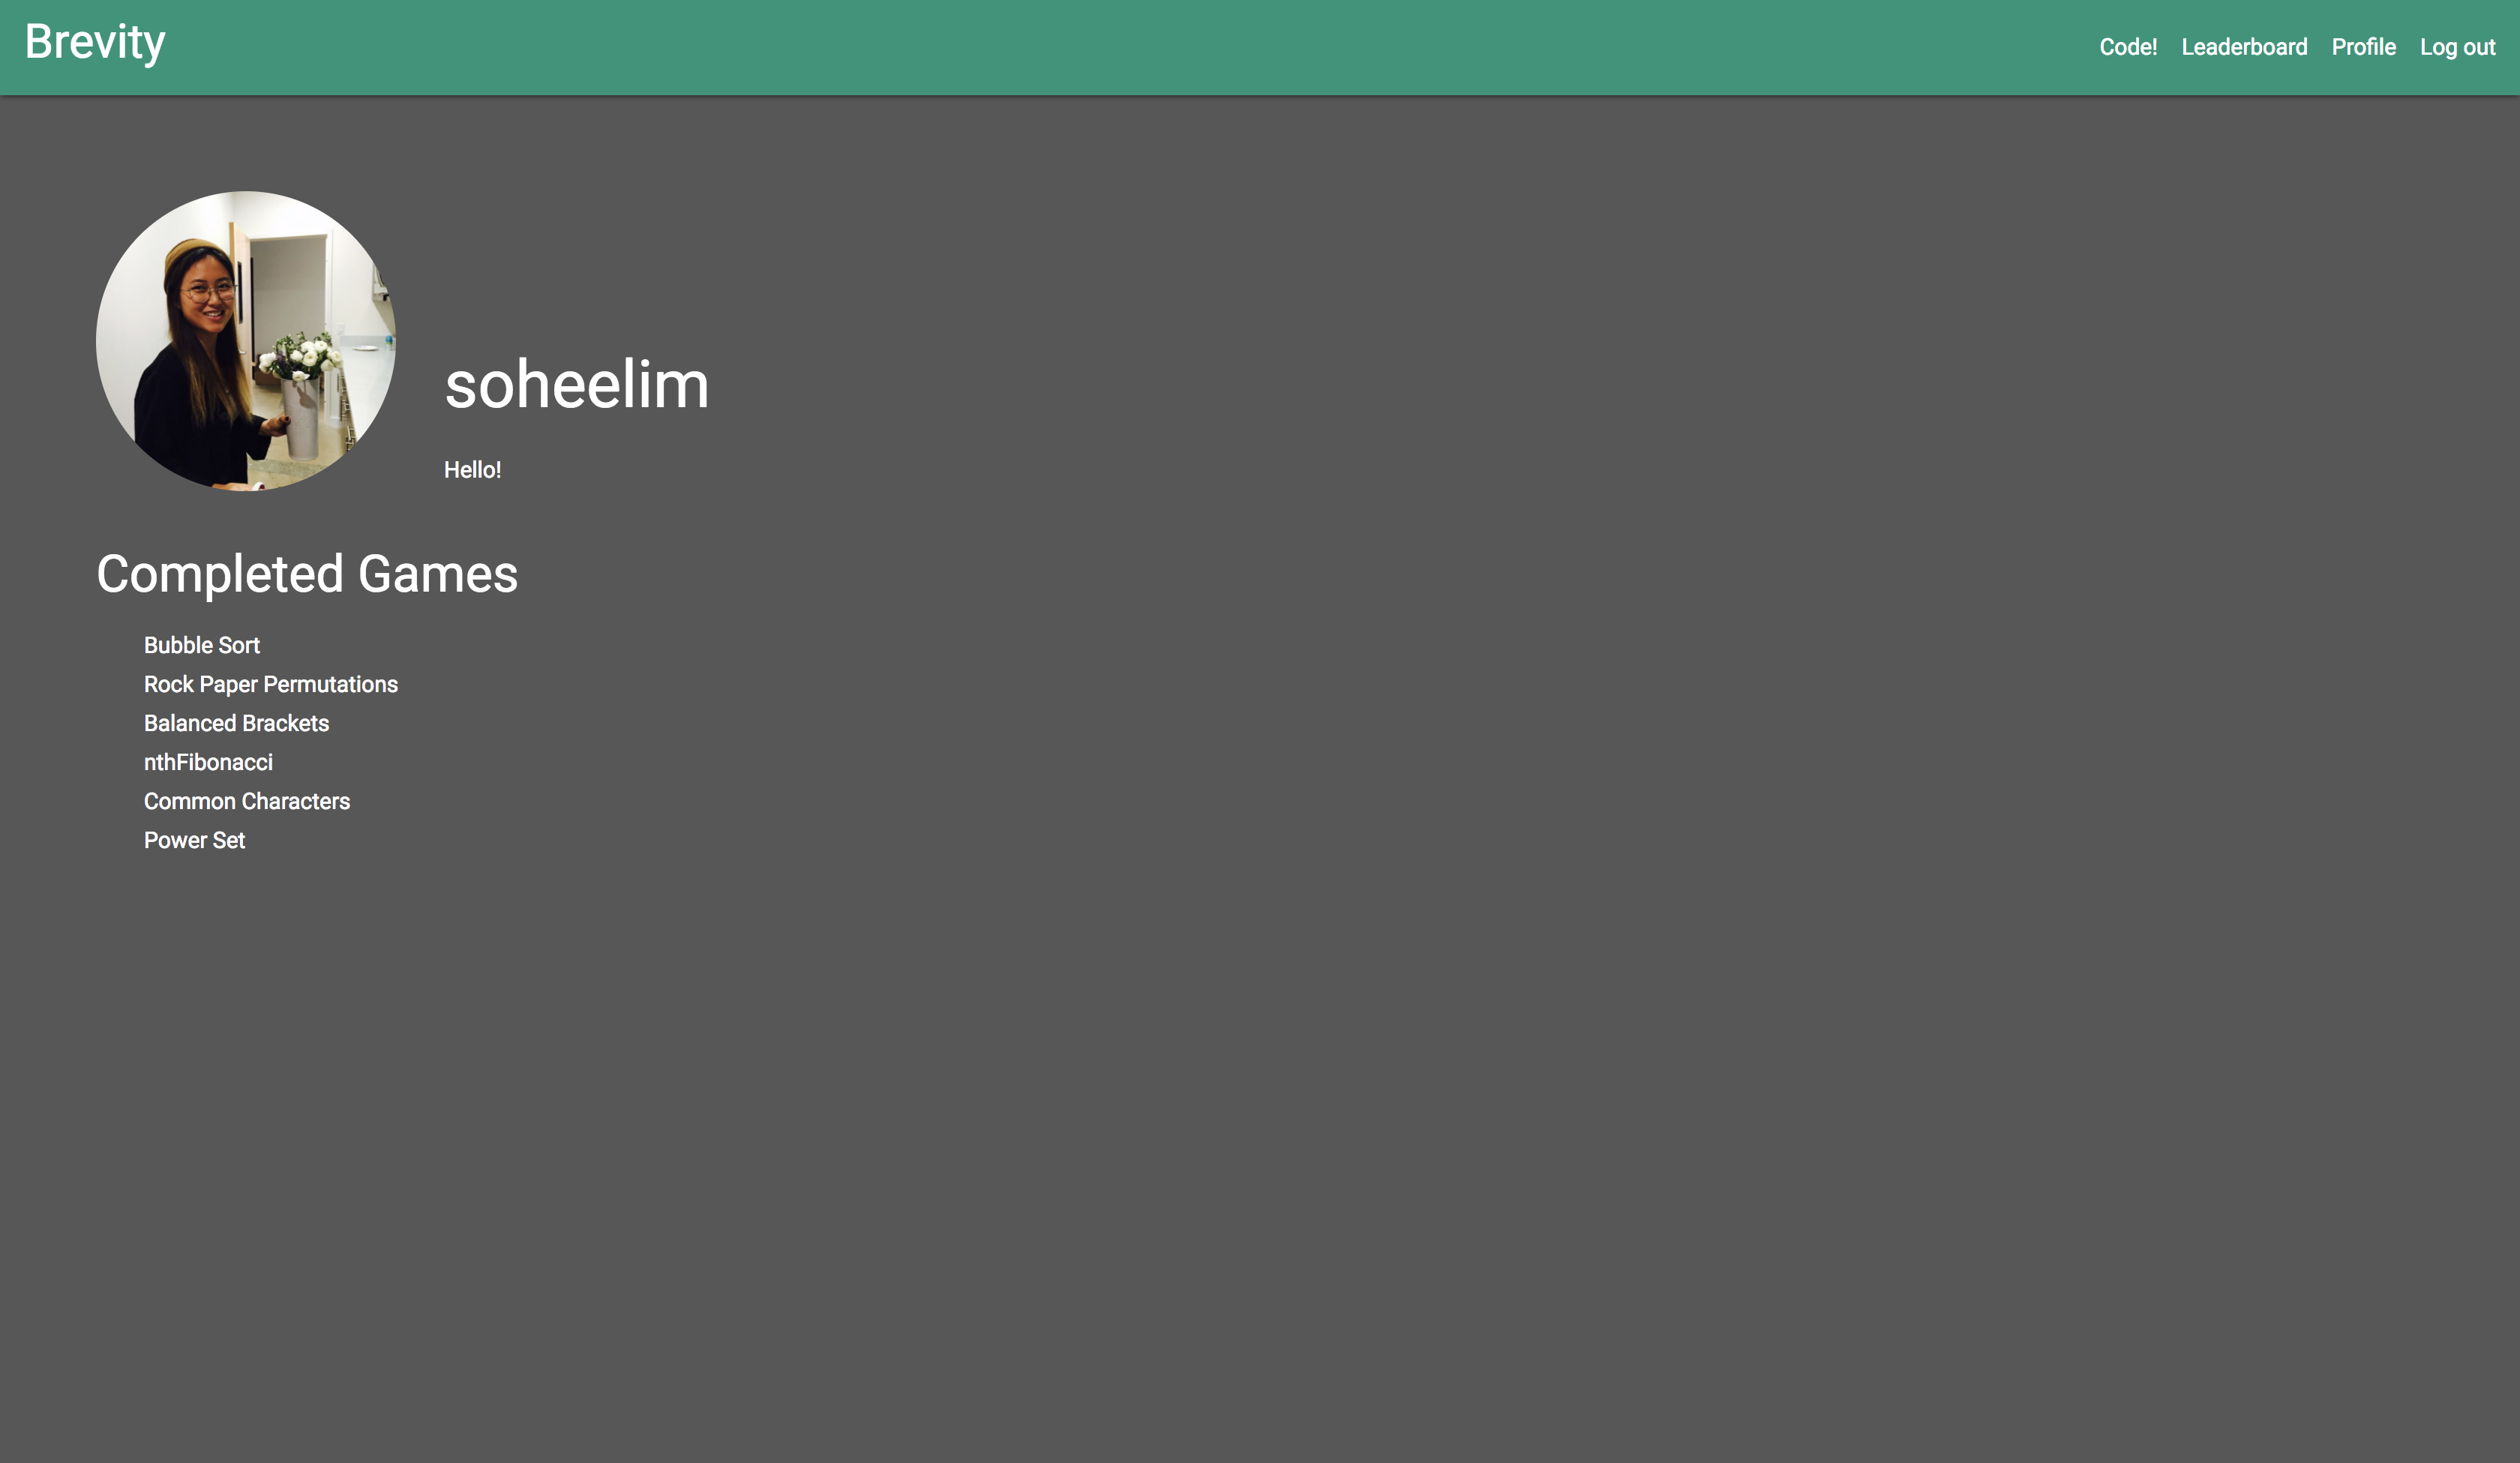 Brevity
Code! Leaderboard Profile Log out
soheelim
Hello!
Completed Games
Bubble Sort
Rock Paper Permutations
Balanced Brackets
nthFibonacci
Common Characters
Power Set